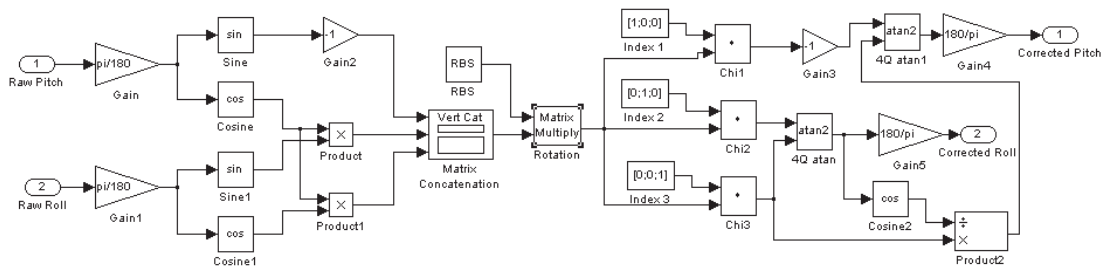 1
Raw Pitch
pi/180
Gain
sin
Sine
-1
Gain2
cos
Cosine
2
Raw Roll
pi/180
Gain1
sin
Sine1
cos
Cosine1
×
Product
×
Product1
RBS
RBS
Vert Cat
Matrix
Concatenation
Matrix
Multiply
Rotation
[1;0;0]
Index 1
Chi1
-1
Gain3
atan2
4Q atan1
180/pi
Gain4
1
Corrected Pitch
[0;1;0]
Index 2
Chi2
atan2
4Q atan
180/pi
Gain5
2
Corrected Roll
[0;0;1]
Index 3
Chi3
cos
Cosine2
÷
×
Product2